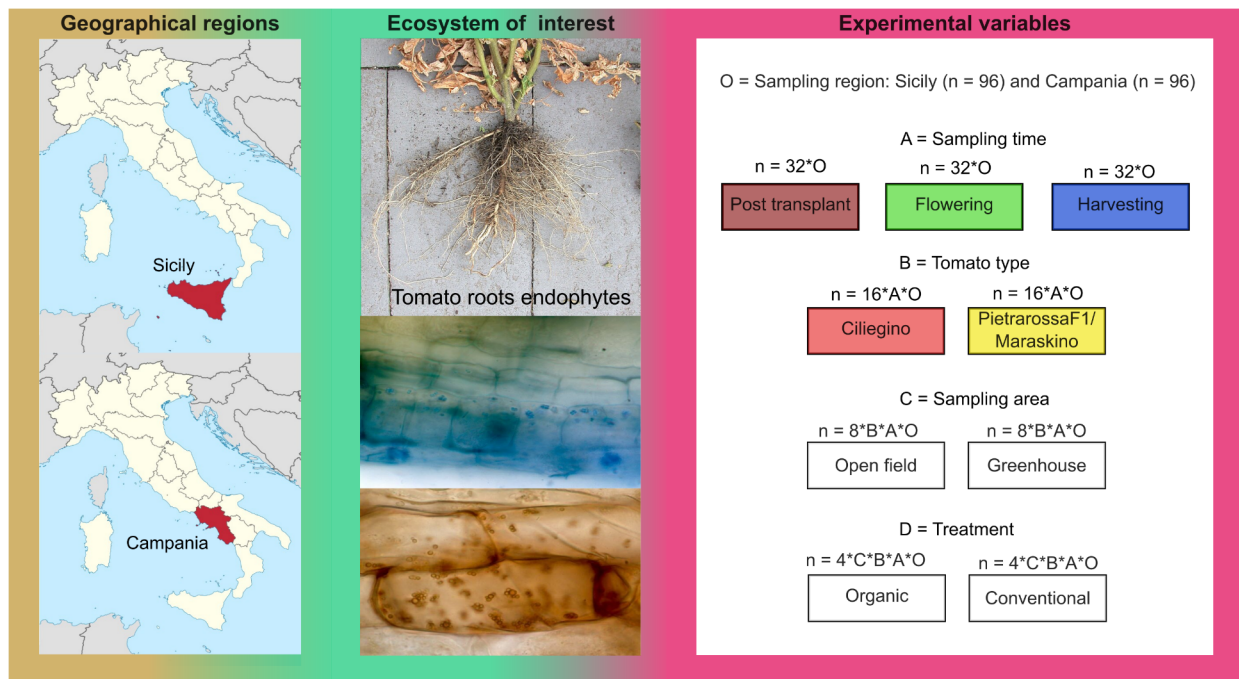 Geographical regions
Sicily
Campania
Ecosystem of interest
Tomato roots endophytes
Experimental variables
O = Sampling region: Sicily (n = 96) and Campania (n = 96)
A = Sampling time
n = 32*O
Post transplant
n = 32*O
Flowering
n = 32*O
Harvesting
B = Tomato type
n = 16*A*O
Ciliegino
n = 16*A*O
PietrarossaF1/
Maraskino
C = Sampling area
n = 8*B*A*O
Open field
n = 8*B*A*O
Greenhouse
D = Treatment
n = 4*C*B*A*O
Organic
n = 4*C*B*A*O
Conventional